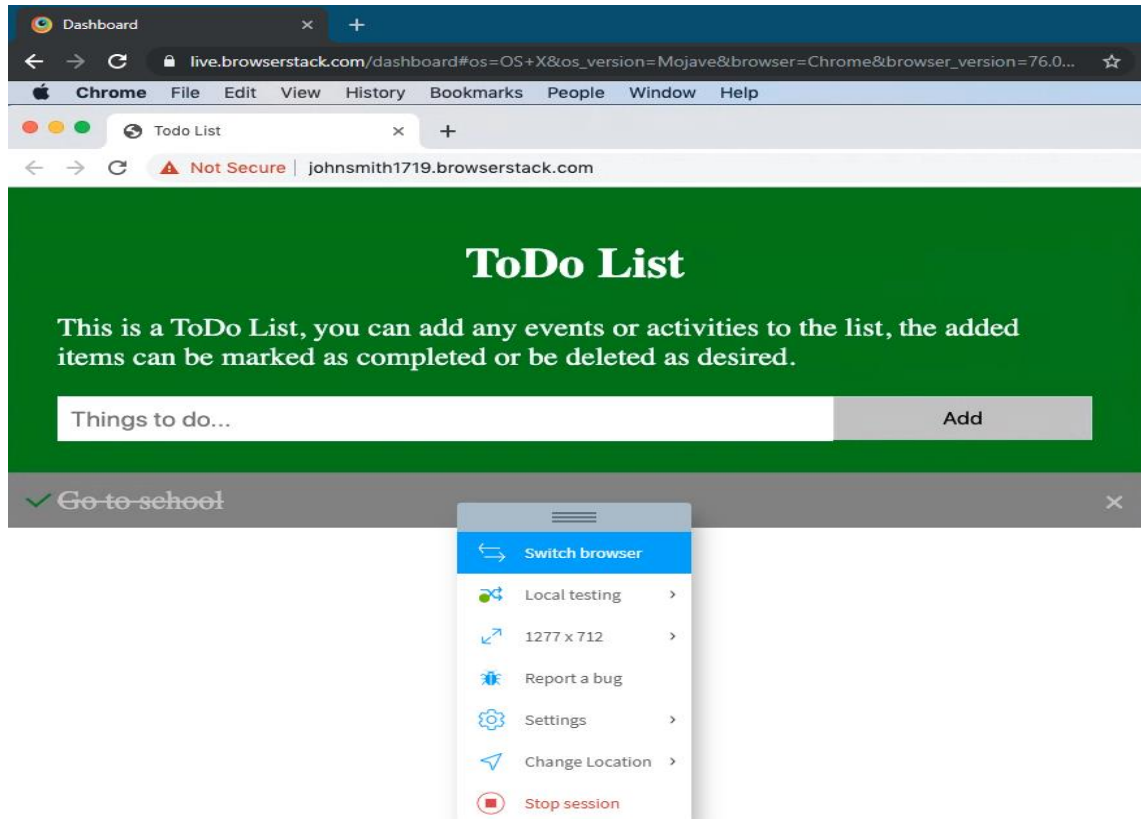 Dashboard
live.browserstack.com/dashboard#os=OS+X&os_version=Mojave&browser=Chrome&browser_version=76.0...
Chrome File Edit View History Bookmarks People Window Help
Todo List
Not Secure | johnsmith1719.browserstack.com
ToDo List
This is a ToDo List, you can add any events or activities to the list, the added
items can be marked as completed or be deleted as desired.
Things to do... Add
Go to school
Switch browser
Local testing
1277 x 712
Report a bug
Settings
Change Location
Stop session